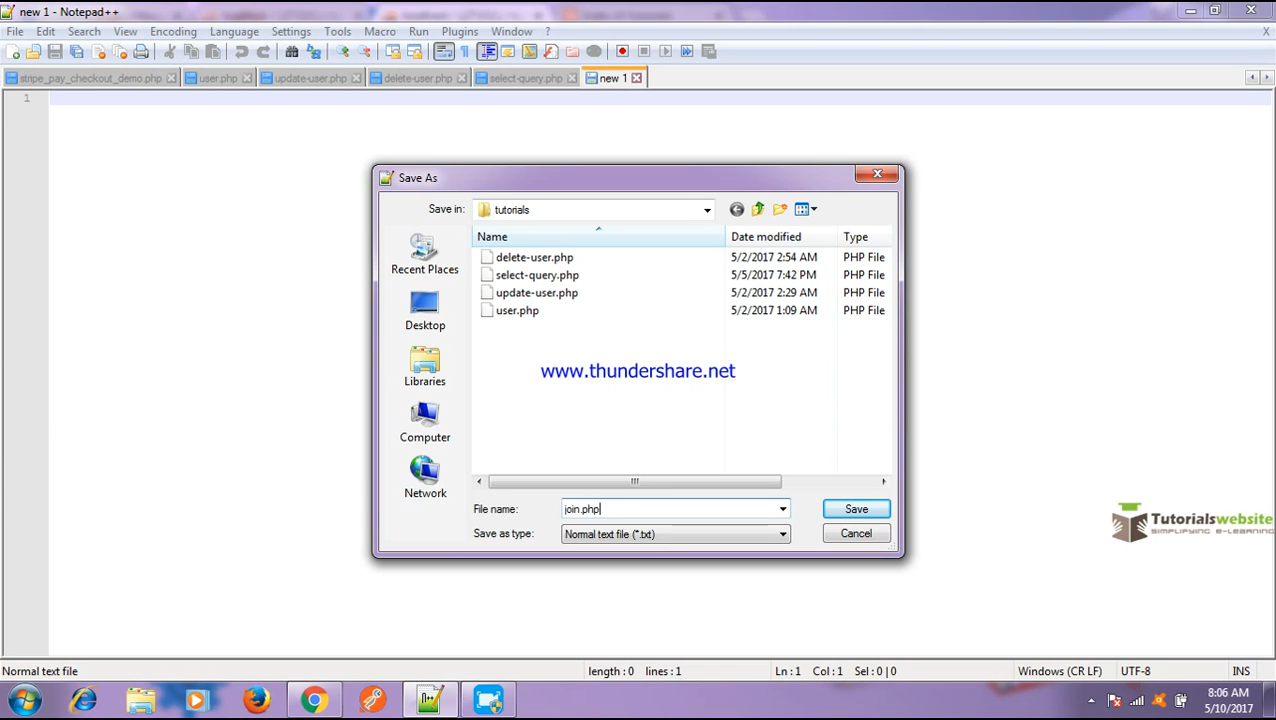 new 1 - Notepad++
File Edit Search View Encoding Language Settings Tools Macro Run Plugins Window ? X
stripe_pay_checkout_demo.php user.php update-user.php delete-user.php select-query.php new 1
1
Save As
Save in: tutorials
Name Date modified Type
delete-user.php 5/2/2017 2:54 AM PHP File
select-query.php 5/5/2017 7:42 PM PHP File
update-user.php 5/2/2017 2:29 AM PHP File
user.php 5/2/2017 1:09 AM PHP File
Recent Places
Desktop
Libraries
Computer
Network
www.thundershare.net
File name: join.php Save
Save as type: Normal text file (*.txt) Cancel
Tutorialswebsite
SIMPLIFYING E-LEARNING
Normal text file length : 0 lines : 1 Ln : 1 Col : 1 Sel : 0 | 0 Windows (CR LF) UTF-8 INS
8:06 AM
5/10/2017